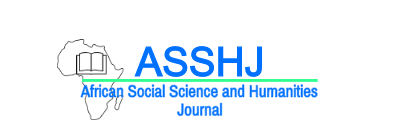 ASSHJ
African Social Science and Humanities
Journal